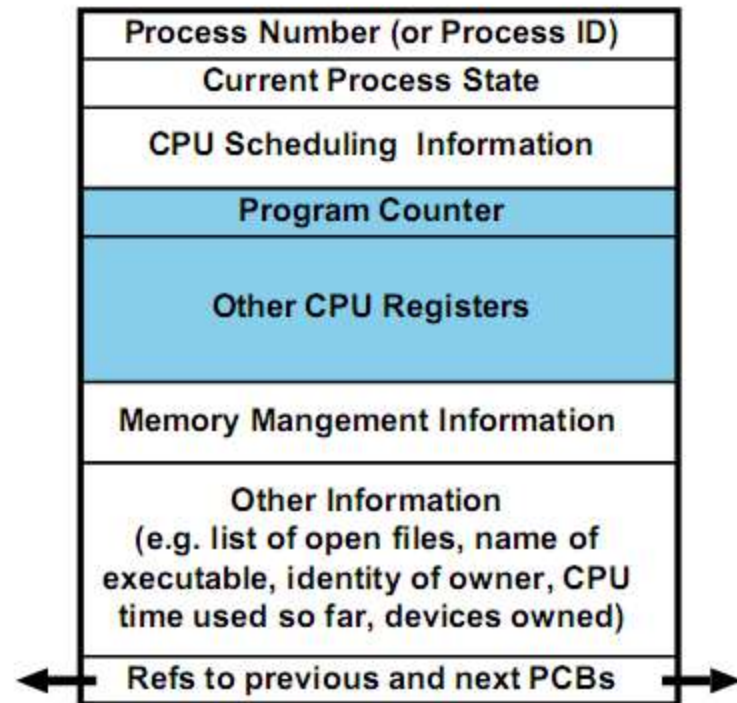 Process Number (or Process ID)
Current Process State
CPU Scheduling Information
Program Counter
Other CPU Registers
Memory Mangement Information
Other Information
(e.g. list of open files, name of
executable, identity of owner, CPU
time used so far, devices owned)
Refs to previous and next PCBs